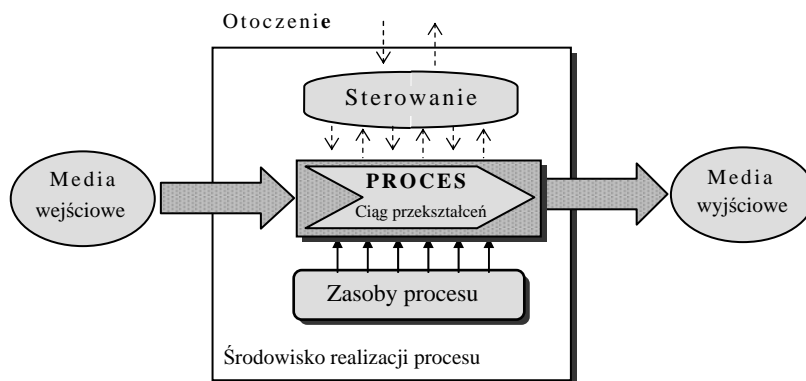 Otoczenie
Sterowanie
Media
wejściowe
PROCES
Ciąg przekształceń
Media
wyjściowe
Zasoby procesu
Środowisko realizacji procesu